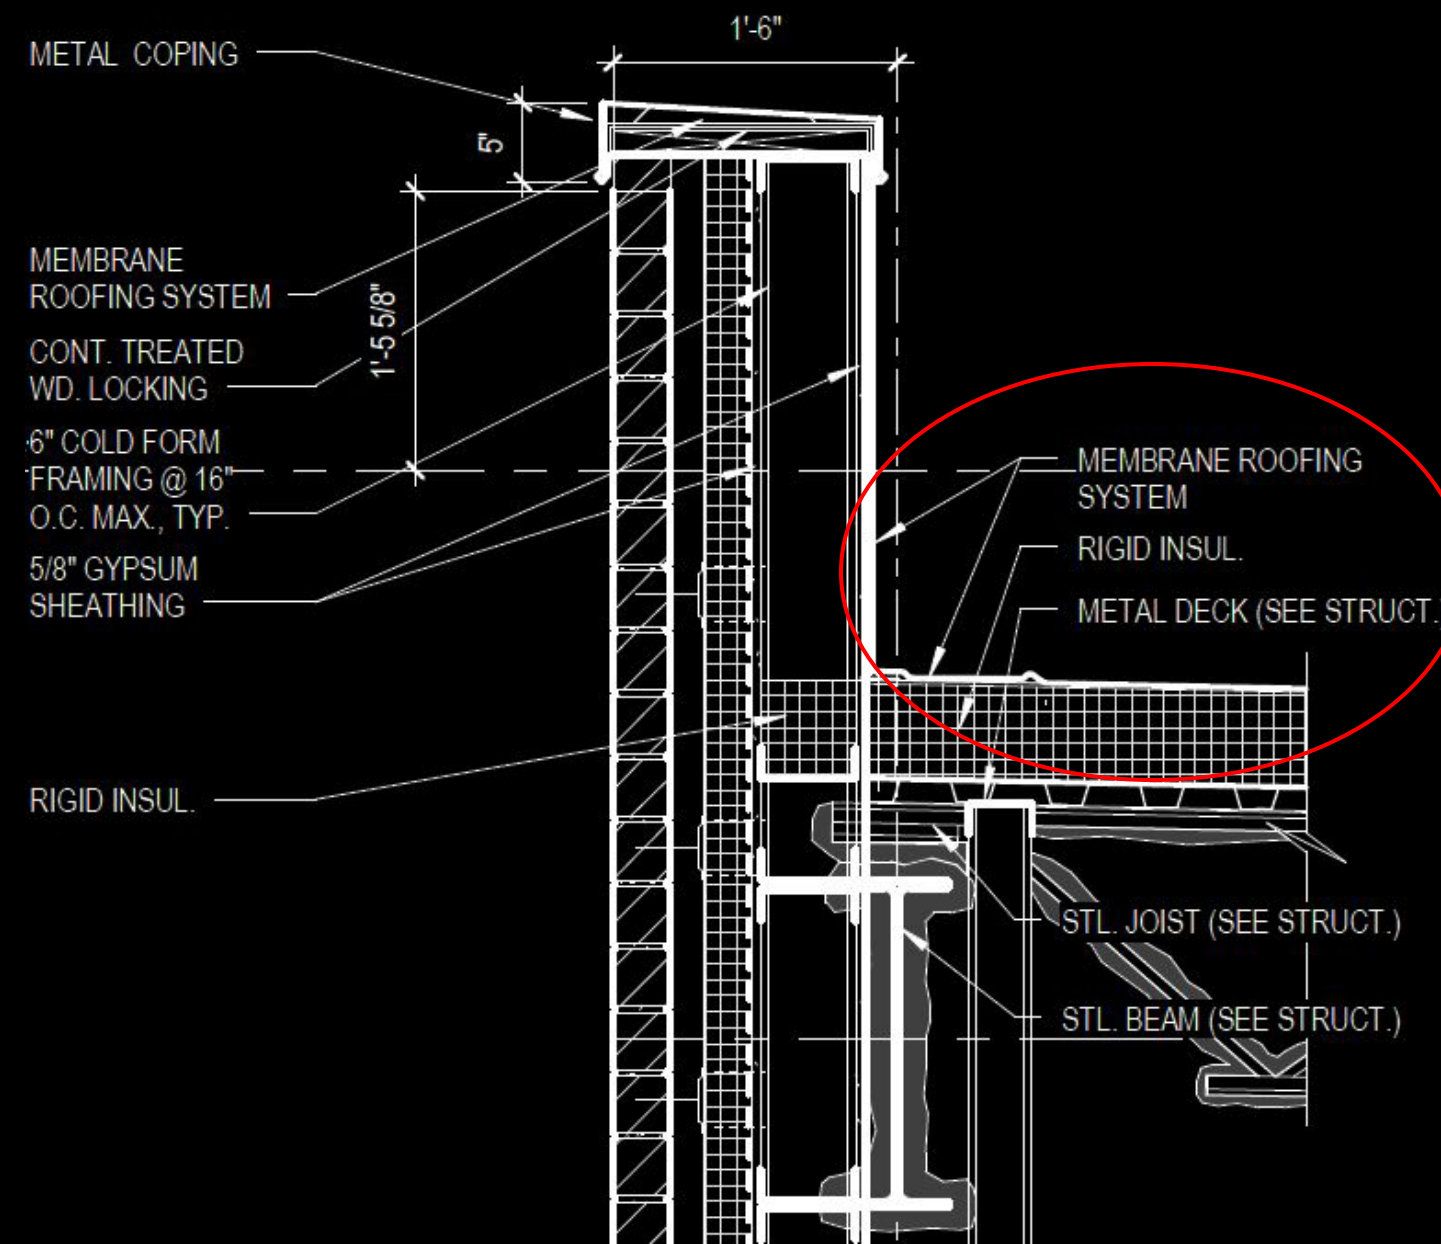 1'-6"
METAL  COPING
5'
MEMBRANE
ROOFING SYSTEM
1'-5 5/8"
CONT. TREATED
WD. LOCKING
6" COLD FORM
FRAMING @ 16"
O.C. MAX., TYP.
5/8" GYPSUM
SHEATHING
RIGID INSUL.
MEMBRANE ROOFING
SYSTEM
RIGID INSUL.
METAL DECK (SEE STRUCT.)
STL. JOIST (SEE STRUCT.)
STL. BEAM (SEE STRUCT.)